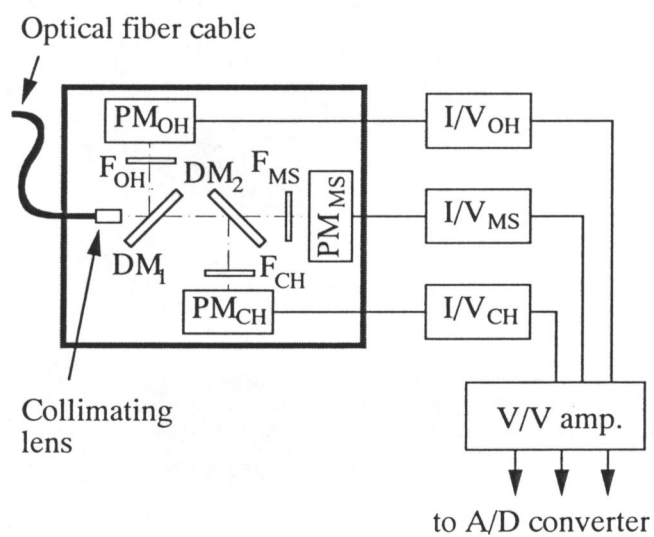 Optical fiber cable
PM_OH
I/V_OH
F_OH
DM_2
F_MS
PM_MS
I/V_MS
DM_1
F_CH
PM_CH
I/V_CH
Collimating
lens
V/V amp.
to A/D converter